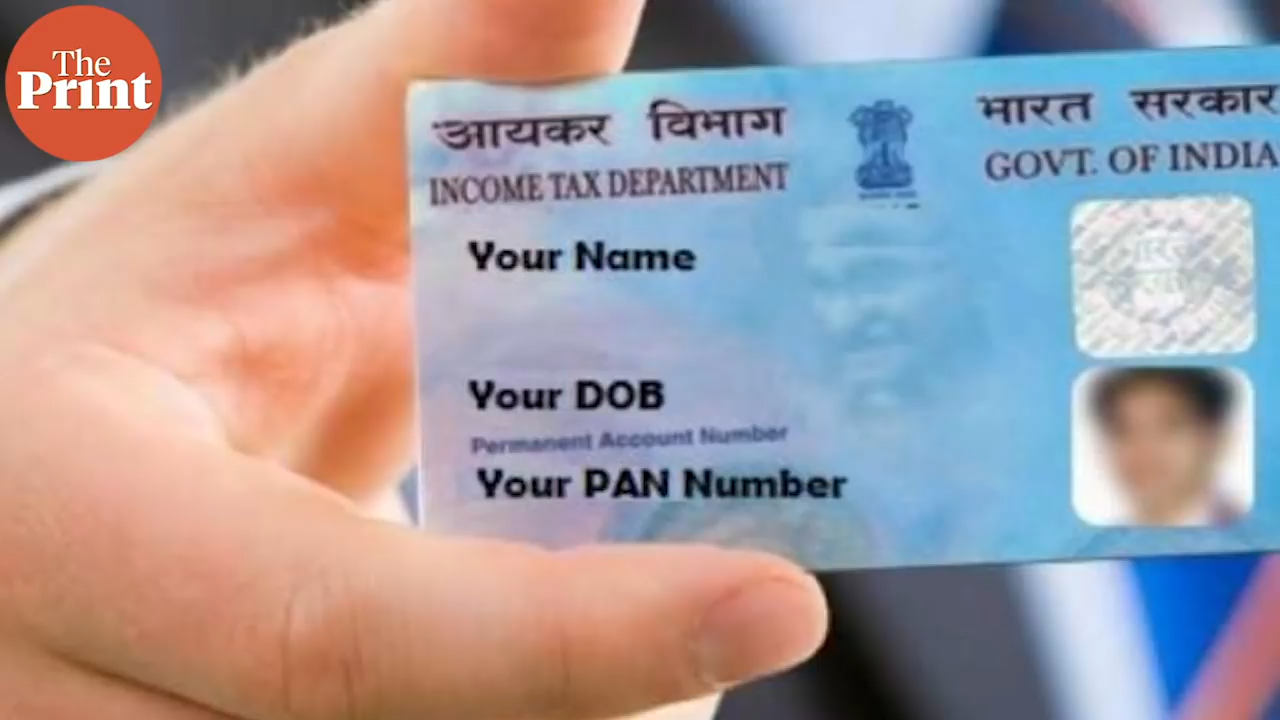 The
Print
आयकर विभाग
INCOME TAX DEPARTMENT
भारत सरकार
GOVT. OF INDIA
Your Name
Your DOB
Permanent Account Number
Your PAN Number